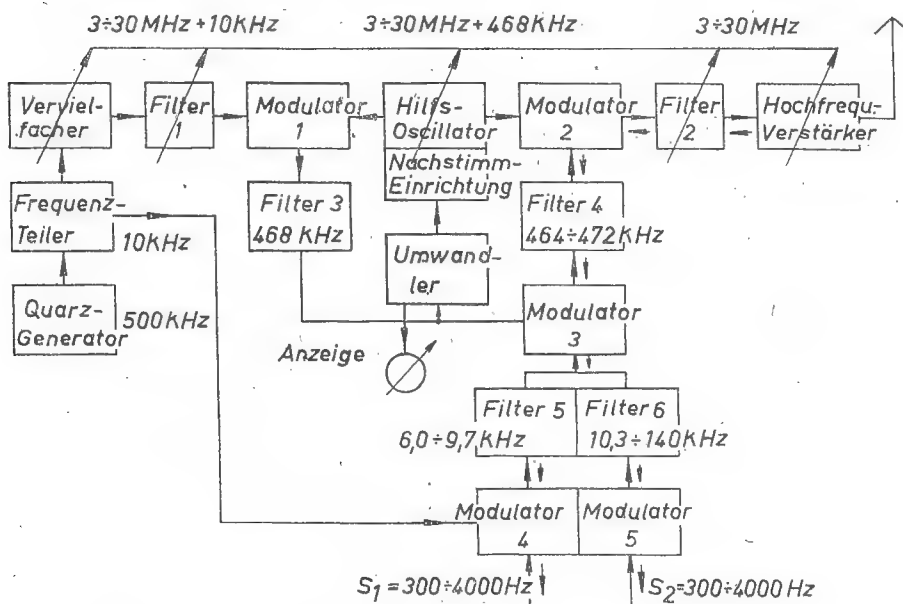 3÷30MHz+10KHz
3÷30MHz+468KHz
3÷30MHz
Verviel-
facher
Filter
1
Modulator
1
Hilfs-
Oscillator
Nachstimm-
Einrichtung
Modulator
2
Filter
2
Hochfrequ-
Verstärker
Frequenz-
Teiler
10KHz
Filter 3
468 KHz
Umwand-
ler
Filter 4
464÷472KHz
Quarz-
Generator
500KHz
Anzeige
Modulator
3
Filter 5
6,0÷9,7KHz
Filter 6
10,3÷140KHz
Modulator
4
Modulator
5
S1=300÷4000Hz
S2=300÷4000Hz